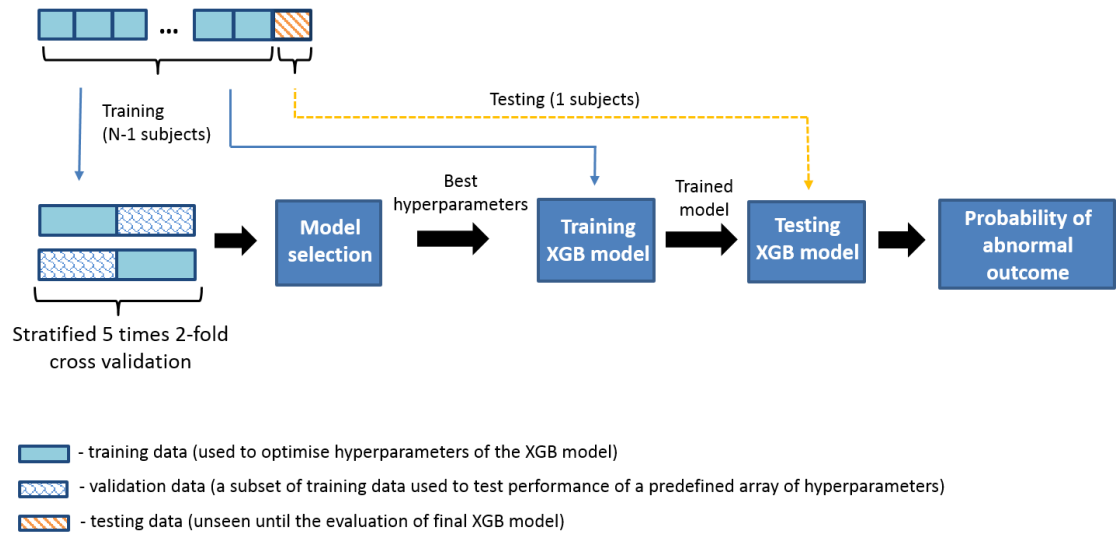 ...
Training
(N-1 subjects)
Testing (1 subjects)
Best
hyperparameters
Trained
model
Model
selection
Training
XGB model
Testing
XGB model
Probability of
abnormal
outcome
Stratified 5 times 2-fold
cross validation
- training data (used to optimise hyperparameters of the XGB model)
- validation data (a subset of training data used to test performance of a predefined array of hyperparameters)
- testing data (unseen until the evaluation of final XGB model)